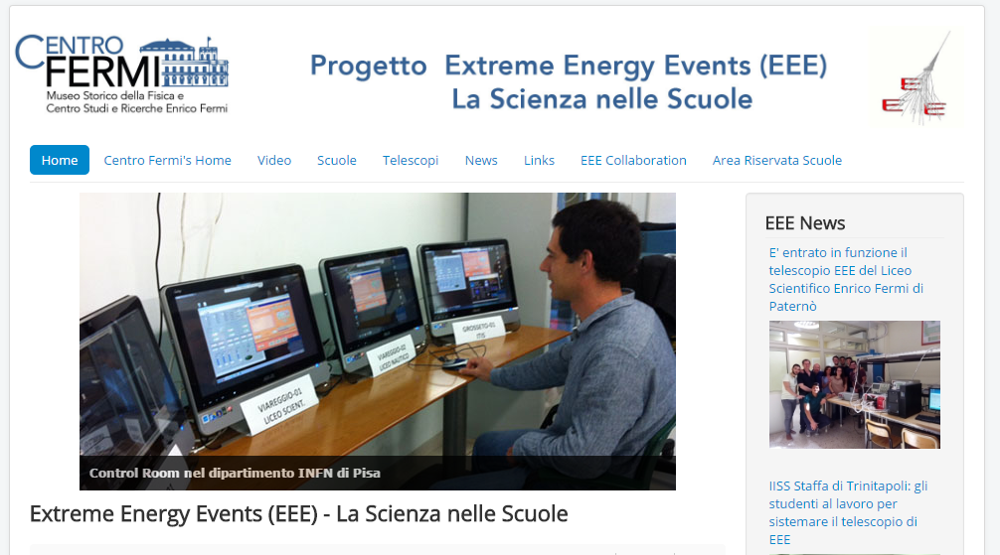 CENTRO
FERMI
Museo Storico della Fisica e
Centro Studi e Ricerche Enrico Fermi
Progetto Extreme Energy Events (EEE)
La Scienza nelle Scuole
E
E E
Home Centro Fermi's Home Video Scuole Telescopi News Links EEE Collaboration Area Riservata Scuole
VIAREGGIO-01
LICEO SCIENT.
VIAREGGIO-02
LICEO NAUTICO
GROSSETO-01
ITIS
Control Room nel dipartimento INFN di Pisa
Extreme Energy Events (EEE) - La Scienza nelle Scuole
EEE News
E' entrato in funzione il
telescopio EEE del Liceo
Scientifico Enrico Fermi di
Paternò
IISS Staffa di Trinitapoli: gli
studenti al lavoro per
sistemare il telescopio di
EEE